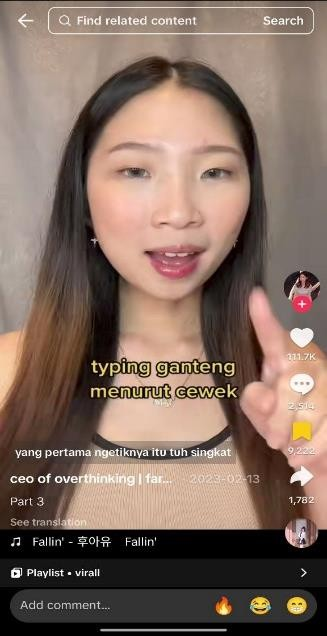 Find related content
Search
111.7K
typing ganteng
menurut cewek
2,514
yang pertama ngetiknya itu tuh singkat
9,222
ceo of overthinking | far... · 2023-02-13
Part 3
1,782
See translation
Fallin' - 후아유 Fallin'
Playlist • virall
Add comment...